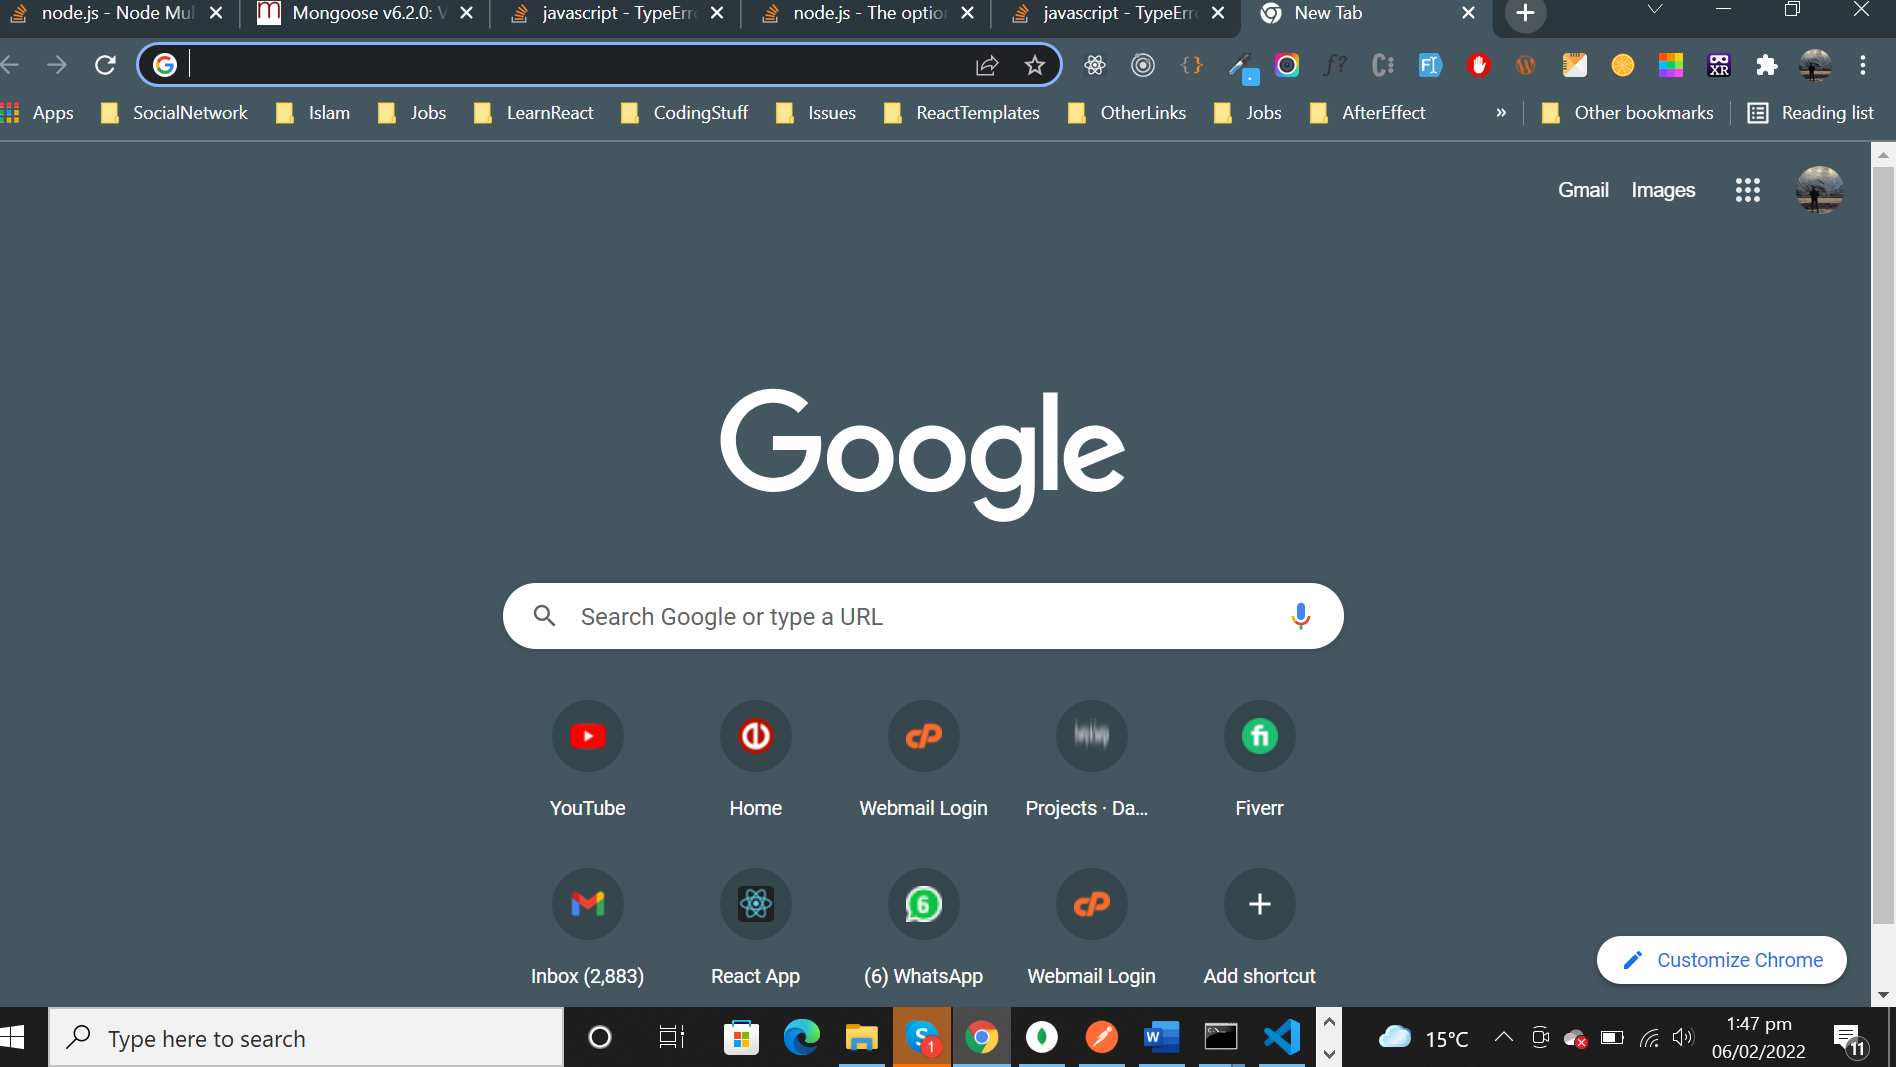 node.js - Node Mul
Mongoose v6.2.0: V
javascript - TypeErro
node.js - The option
javascript - TypeErro
New Tab
Apps
SocialNetwork
Islam
Jobs
LearnReact
CodingStuff
Issues
ReactTemplates
OtherLinks
Jobs
AfterEffect
»
Other bookmarks
Reading list
Gmail
Images
Google
Search Google or type a URL
YouTube
Home
Webmail Login
Projects · Da...
Fiverr
Inbox (2,883)
React App
(6) WhatsApp
Webmail Login
Add shortcut
Customize Chrome
Type here to search
15°C
1:47 pm
06/02/2022
11